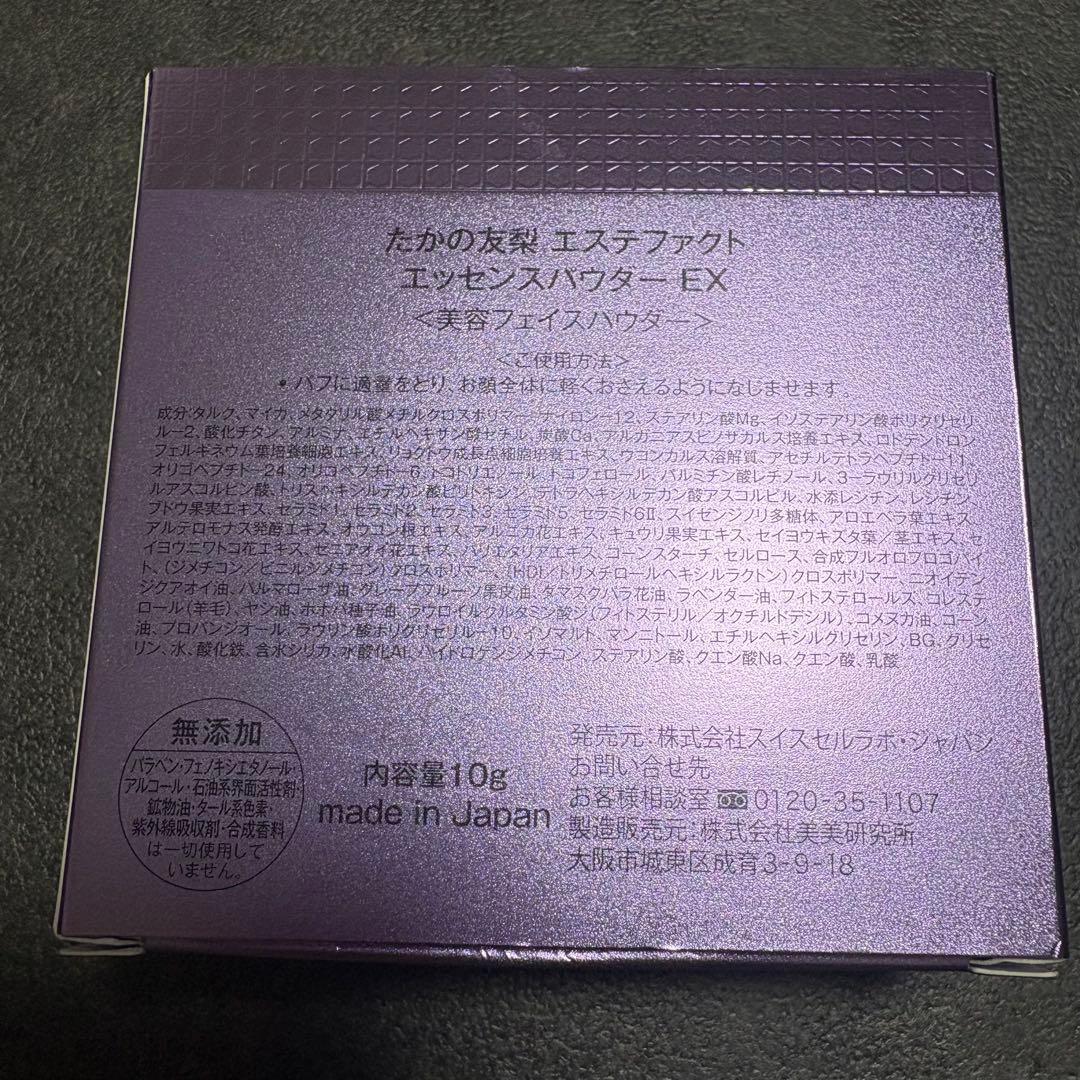 たかの友梨 エステファクト
エッセンスパウダー EX
＜美容フェイスパウダー＞
＜ご使用方法＞
• パフに適量をとり、お顔全体に軽くおさえるようになじませます。
成分:タルク、マイカ、メタクリル酸メチルクロスポリマー、ナイロン-12、ステアリン酸Mg、イソステアリン酸ポリグリセリ
ル-2、酸化チタン、アルミナ、エチルヘキサン酸セチル、炭酸Ca、アルガニアスピノサカルス培養エキス、ロドデンドロン
フェルギネウム葉培養細胞エキス、リョクトウ成長点細胞培養エキス、ウコンカルス溶解質、アセチルテトラペプチド-11、
オリゴペプチド-24、オリゴペプチド-6、トコトリエノール、トコフェロール、パルミチン酸レチノール、3-ラウリルグリセリ
ルアスコルビン酸、トリスヘキシルデカン酸ピリドキシン、テトラヘキシルデカン酸アスコルビル、水添レシチン、レシチン、
ブドウ果実エキス、セラミド1、セラミド2、セラミド3、セラミド5、セラミド6Ⅱ、スイゼンジノリ多糖体、アロエベラ葉エキス、
アルテロモナス発酵エキス、オウゴン根エキス、アルニカ花エキス、キュウリ果実エキス、セイヨウキズタ葉／茎エキス、セ
イヨウニワトコ花エキス、ゼニアオイ花エキス、パリエタリアエキス、コーンスターチ、セルロース、合成フルオロフロゴパイ
ト、(ジメチコン／ビニルジメチコン)クロスポリマー、(HDI／トリメチロールヘキシルラクトン)クロスポリマー、ニオイテン
ジクアオイ油、パルマローザ油、グレープフルーツ果皮油、ダマスクバラ花油、ラベンダー油、フィトステロールズ、コレステ
ロール(羊毛)、ヤシ油、ホホバ種子油、ラウロイルグルタミン酸ジ(フィトステリル／オクチルドデシル)、コメヌカ油、コーン
油、プロパンジオール、ラウリン酸ポリグリセリル-10、イソマルト、マンニトール、エチルヘキシルグリセリン、BG、グリセ
リン、水、酸化鉄、含水シリカ、水酸化Al、ハイドロゲンジメチコン、ステアリン酸、クエン酸Na、クエン酸、乳酸
無添加
パラベン・フェノキシエタノール・
アルコール・石油系界面活性剤・
鉱物油・タール系色素・
紫外線吸収剤・合成香料
は一切使用して
いません。
内容量10g
made in Japan
発売元:株式会社スイスセルラボ・ジャパン
お問い合せ先
お客様相談室 0120-35-1107
製造販売元:株式会社実美研究所
大阪市城東区成育3-9-18